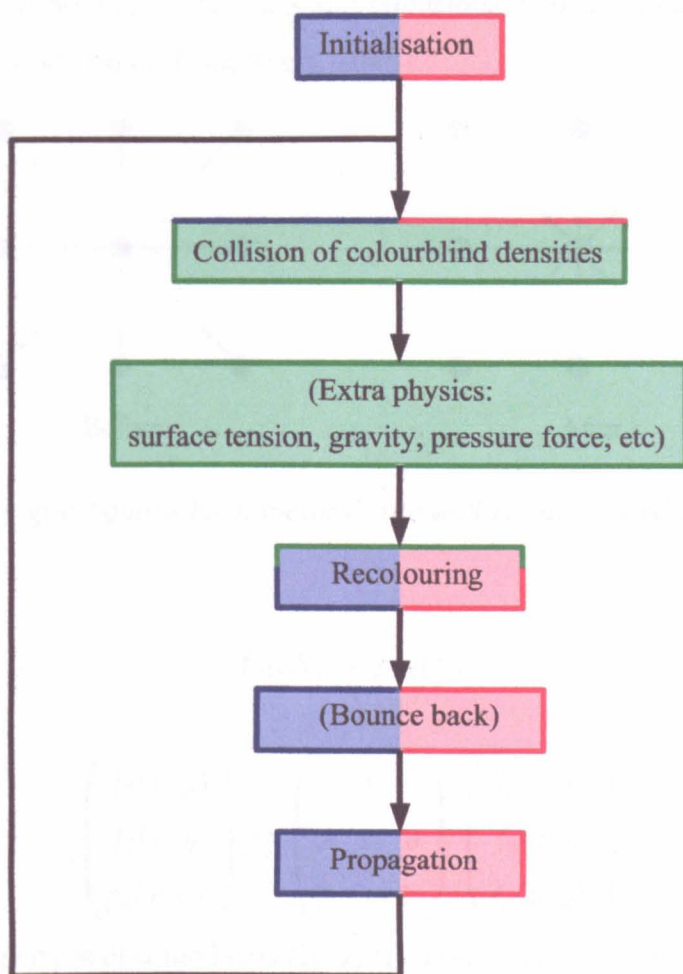 Initialisation
Collision of colourblind densities
(Extra physics:
surface tension, gravity, pressure force, etc)
Recolouring
(Bounce back)
Propagation